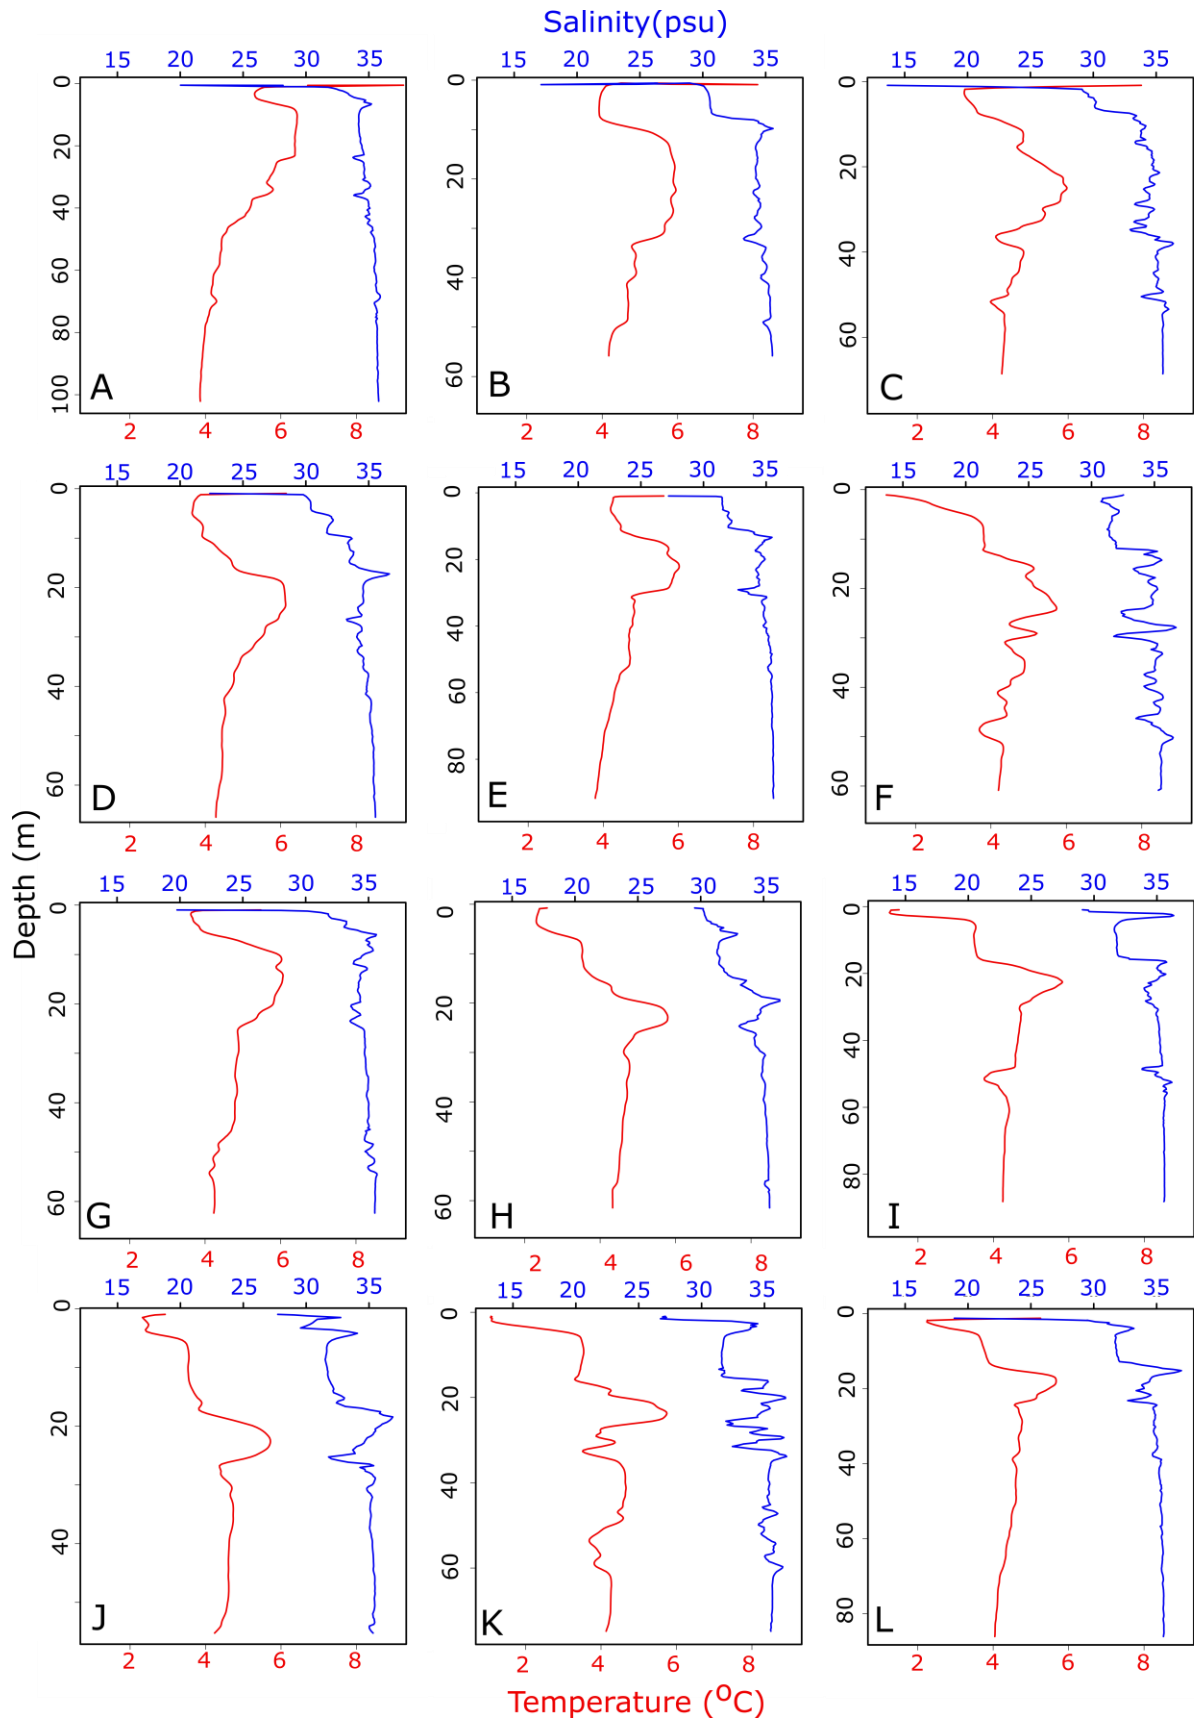 Salinity(psu)
15 20 25 30 35 15 20 25 30 35 15 20 25 30 35
0 20 40 60 80 100 A 2 4 6 8
0 20 40 60 B 2 4 6 8
0 20 40 60 C 2 4 6 8
15 20 25 30 35 15 20 25 30 35 15 20 25 30 35
0 20 40 60 D 2 4 6 8
0 20 40 60 80 E 2 4 6 8
0 20 40 60 F 2 4 6 8
Depth (m)
15 20 25 30 35 15 20 25 30 35 15 20 25 30 35
0 20 40 60 G 2 4 6 8
0 20 40 60 H 2 4 6 8
0 20 40 60 80 I 2 4 6 8
15 20 25 30 35 15 20 25 30 35 15 20 25 30 35
0 20 40 J 2 4 6 8
0 20 40 60 K 2 4 6 8
0 20 40 60 80 L 2 4 6 8
Temperature (°C)